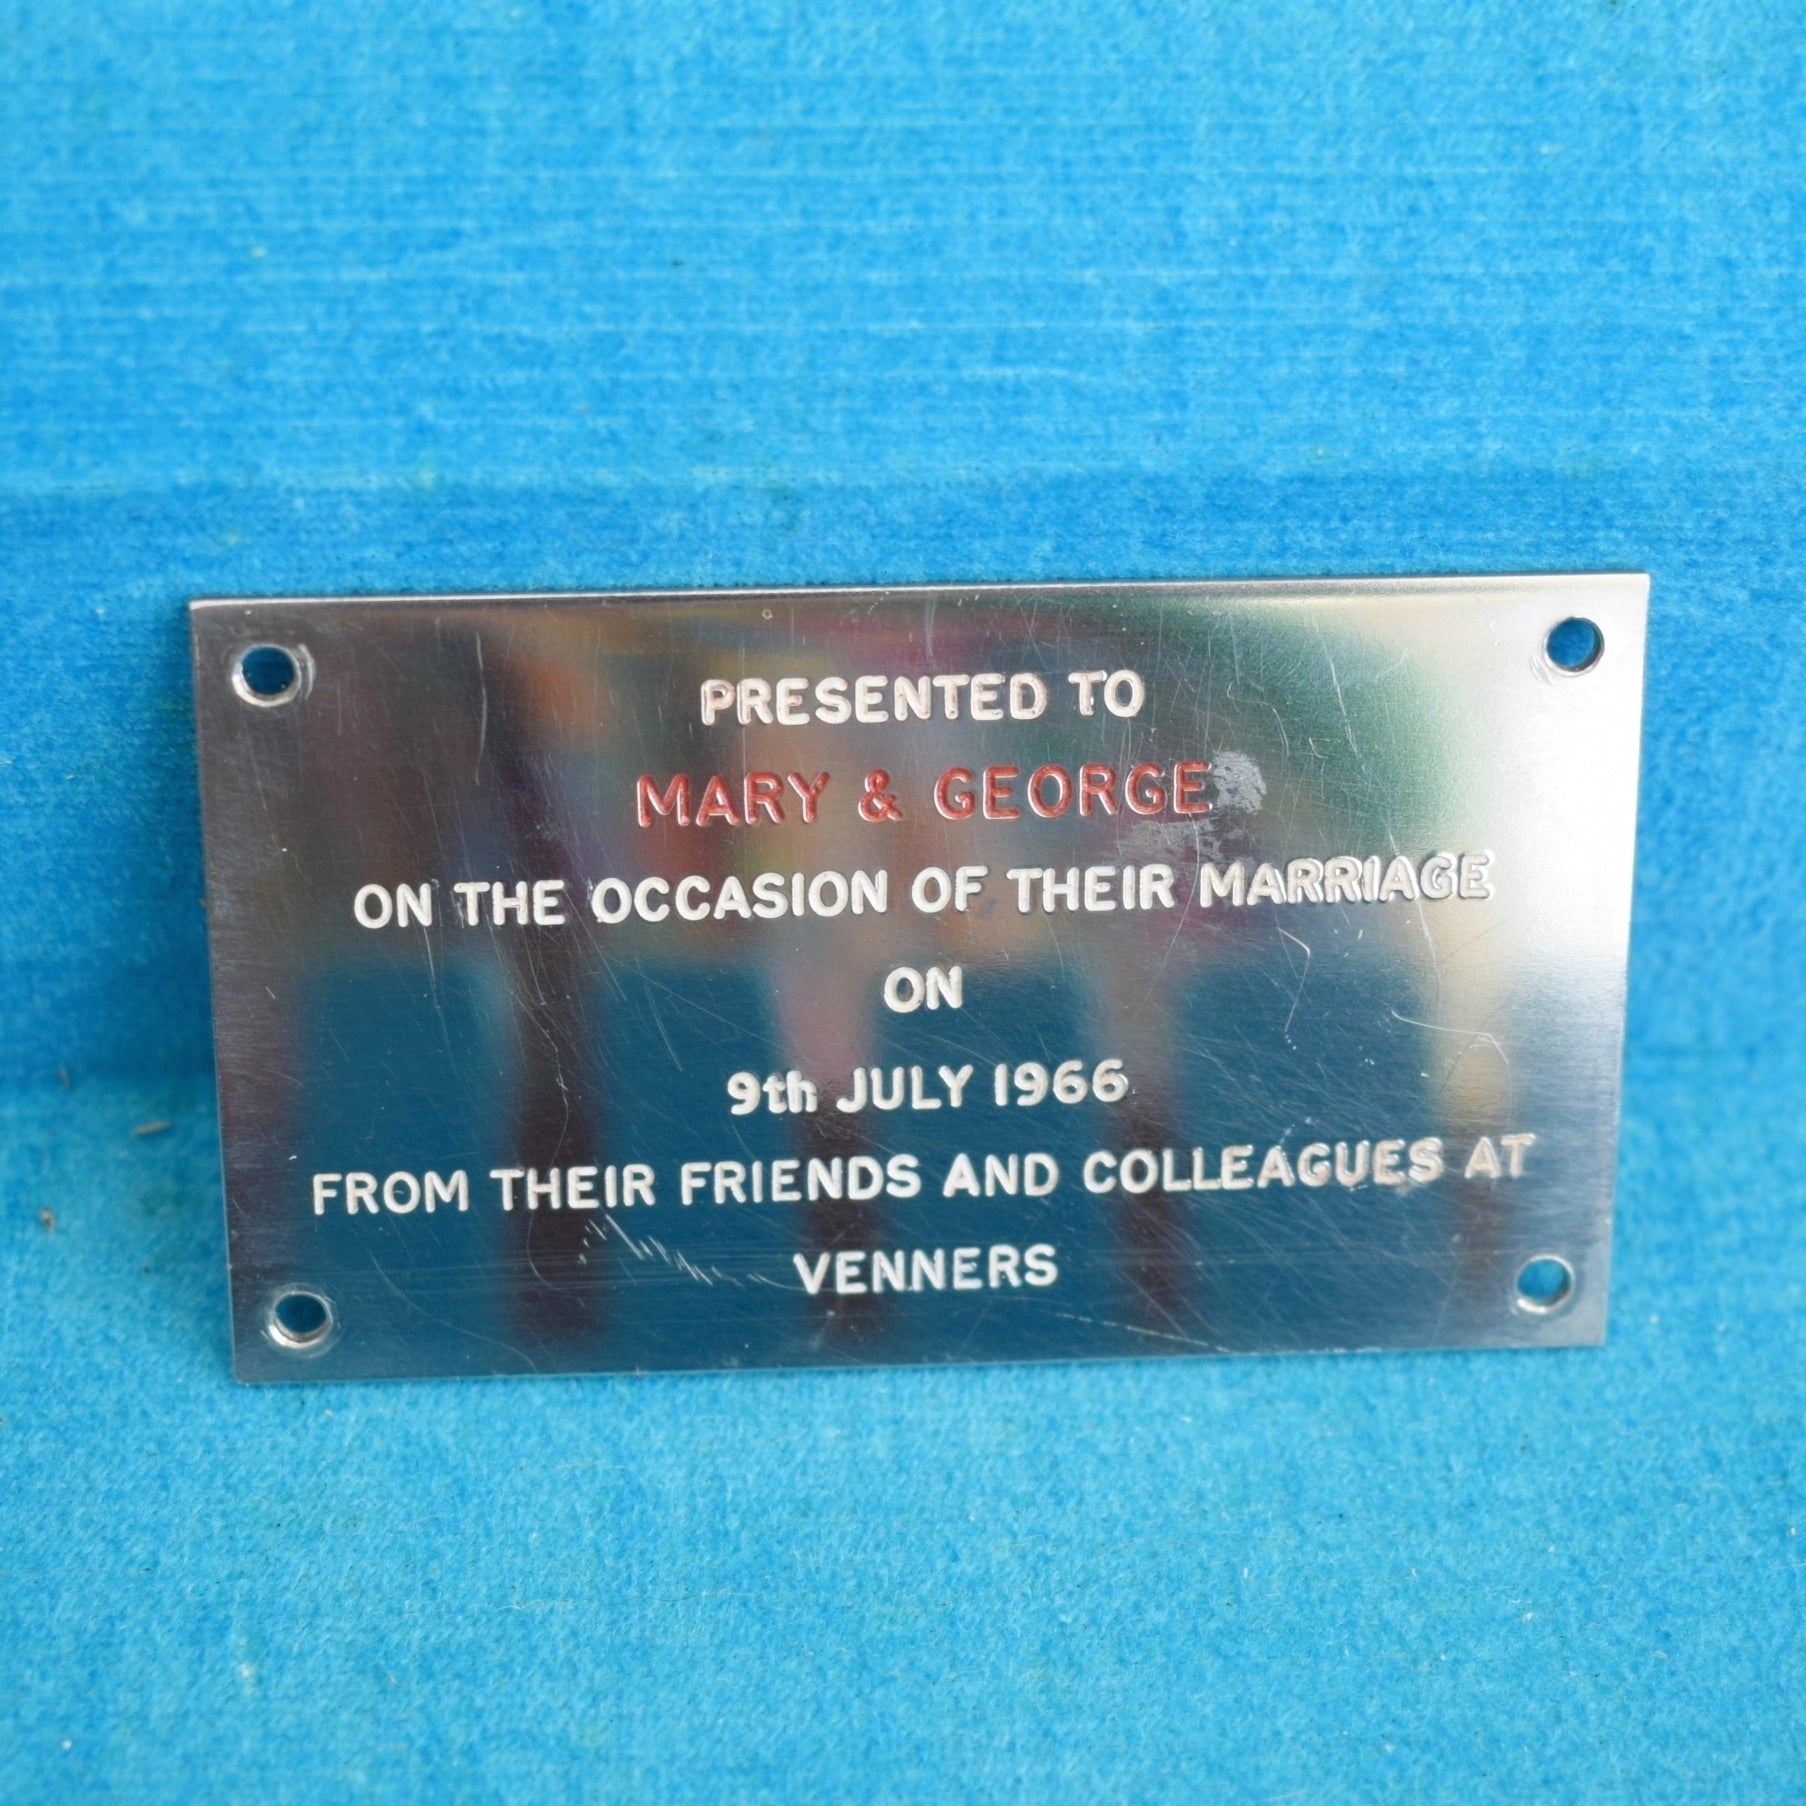 PRESENTED TO
MARY & GEORGE
ON THE OCCASION OF THEIR MARRIAGE
ON
9th JULY 1966
FROM THEIR FRIENDS AND COLLEAGUES AT
VENNERS